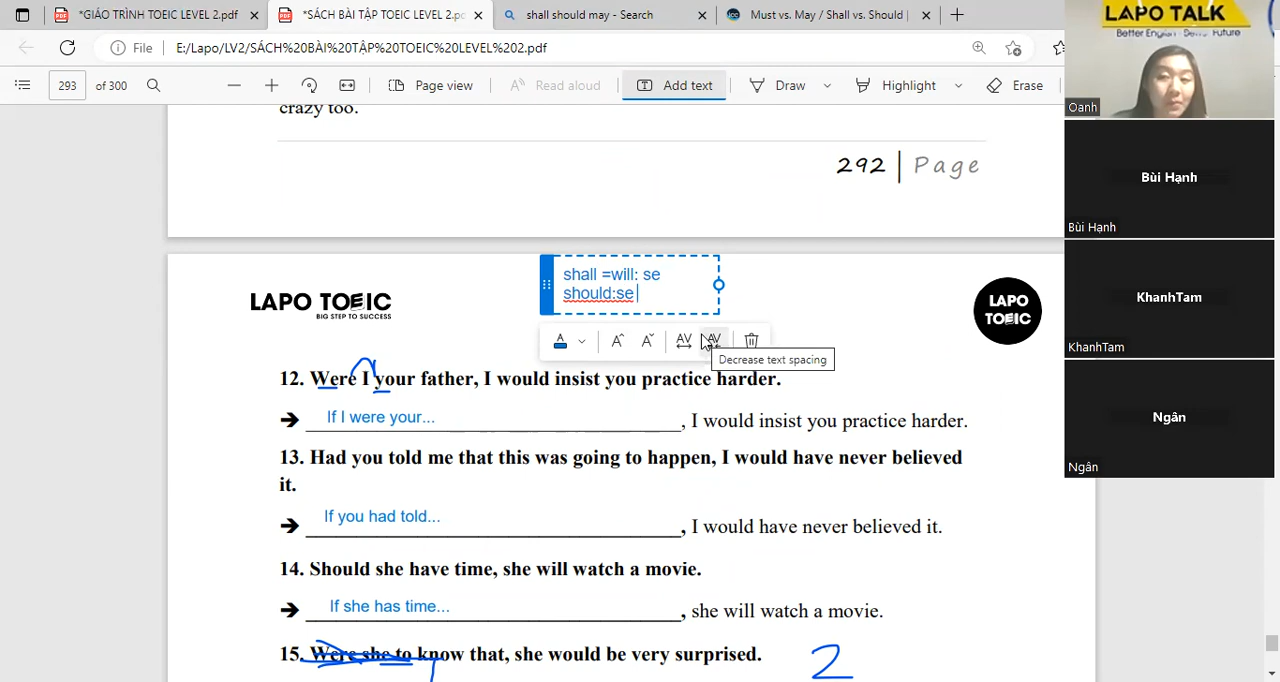 *GIÁO TRÌNH TOEIC LEVEL 2.pdf
*SÁCH BÀI TẬP TOEIC LEVEL 2.pdf
shall should may - Search
Must vs. May / Shall vs. Should
File
E:/Lapo/LV2/SÁCH%20BÀI%20TẬP%20TOEIC%20LEVEL%202.pdf
293 of 300
Page view
Read aloud
Add text
Draw
Highlight
Erase
LAPO TALK
Oanh
Bùi Hạnh
Bùi Hạnh
KhanhTam
KhanhTam
Ngân
Ngân
crazy too.
292 | Page
shall =will: se
should:se
LAPO TOEIC
BIG STEP TO SUCCESS
LAPO
TOEIC
Decrease text spacing
12. Were I your father, I would insist you practice harder.
➔ If I were your... , I would insist you practice harder.
13. Had you told me that this was going to happen, I would have never believed
it.
➔ If you had told... , I would have never believed it.
14. Should she have time, she will watch a movie.
➔ If she has time... , she will watch a movie.
15. Were she to know that, she would be very surprised.
2